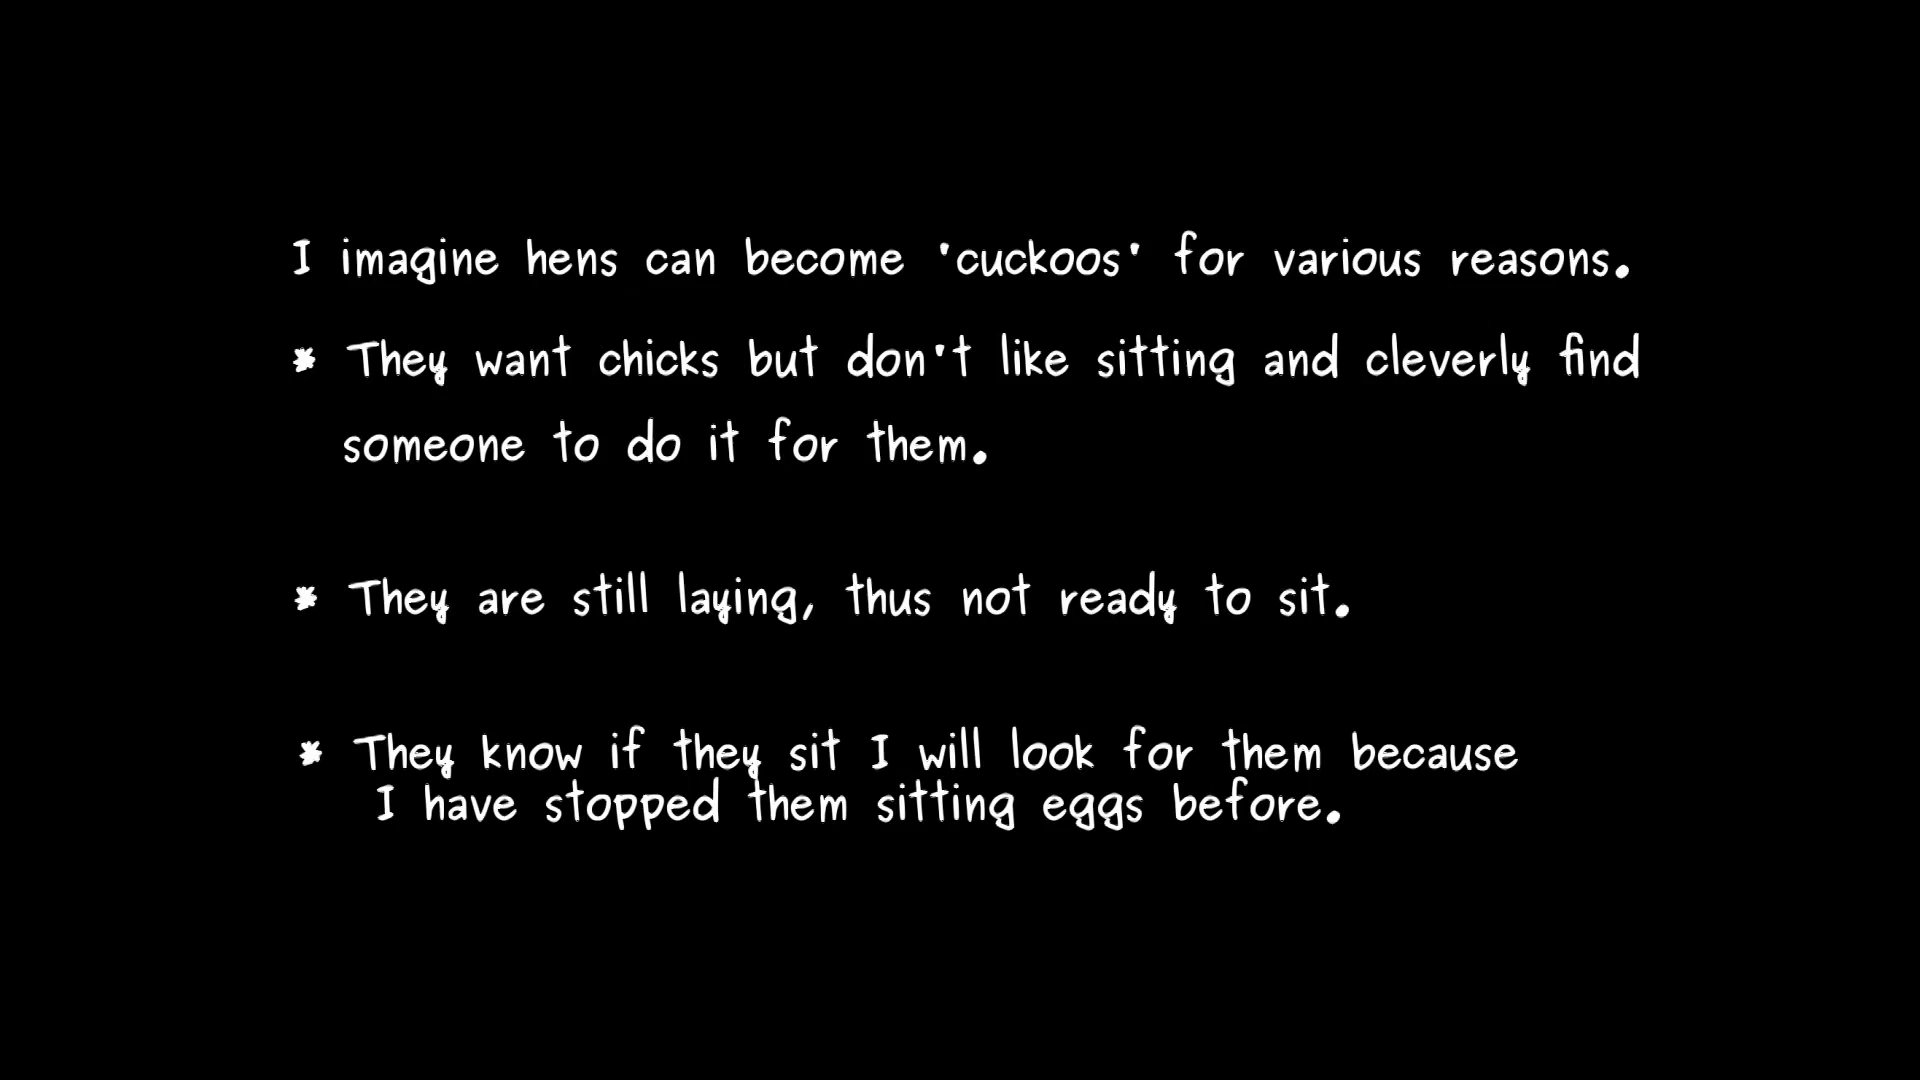 I imagine hens can become 'cuckoos' for various reasons.
* They want chicks but don't like sitting and cleverly find
someone to do it for them.
* They are still laying, thus not ready to sit.
* They know if they sit I will look for them because
I have stopped them sitting eggs before.